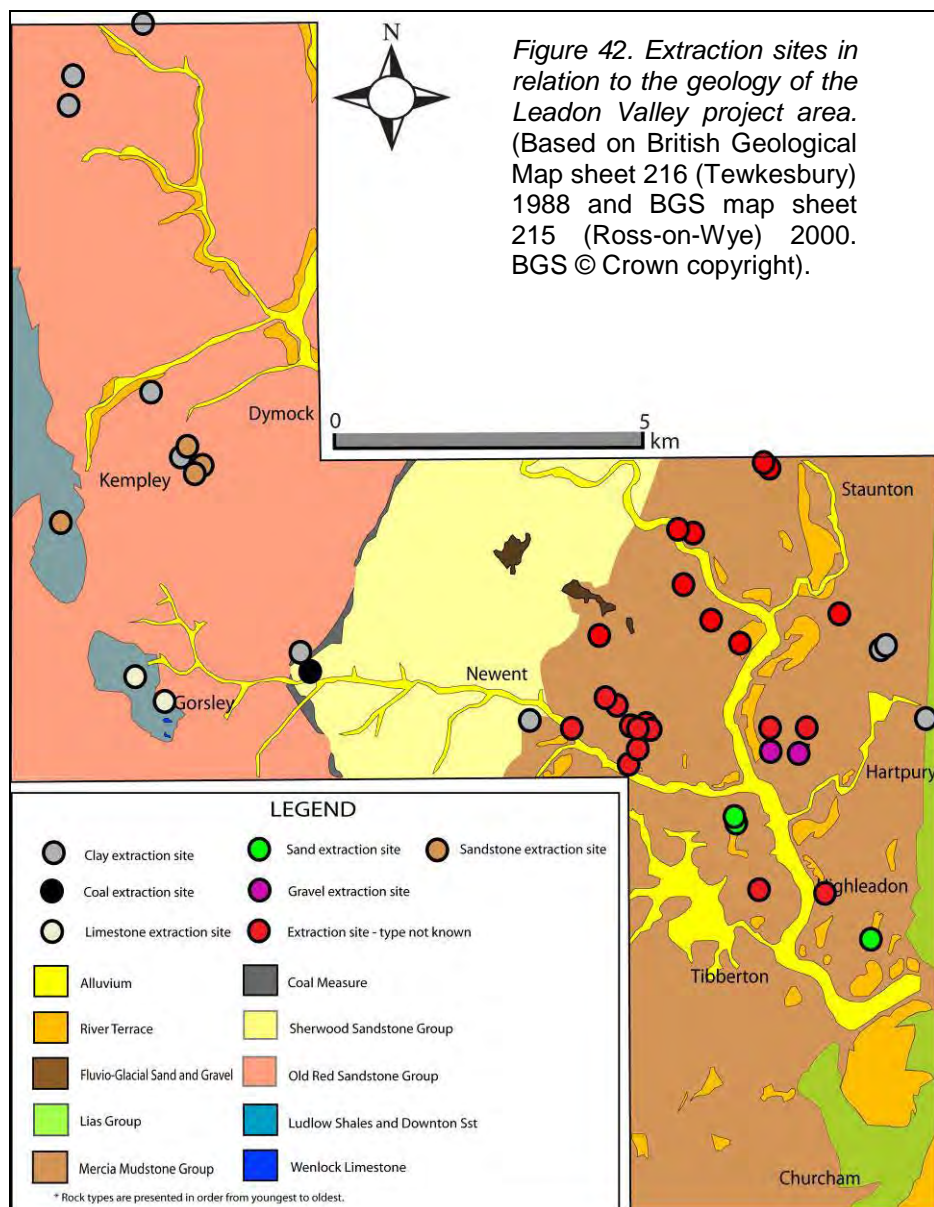 N
Figure 42. Extraction sites in
relation to the geology of the
Leadon Valley project area.
(Based on British Geological
Map sheet 216 (Tewkesbury)
1988 and BGS map sheet
215 (Ross-on-Wye) 2000.
BGS © Crown copyright).
Dymock
0 5
km
Kempley
Staunton
Newent
Gorsley
Hartpury
Highleadon
Tibberton
Churcham
LEGEND
Clay extraction site
Sand extraction site
Sandstone extraction site
Coal extraction site
Gravel extraction site
Limestone extraction site
Extraction site - type not known
Alluvium
Coal Measure
River Terrace
Sherwood Sandstone Group
Fluvio-Glacial Sand and Gravel
Old Red Sandstone Group
Lias Group
Ludlow Shales and Downton Sst
Mercia Mudstone Group
Wenlock Limestone
* Rock types are presented in order from youngest to oldest.